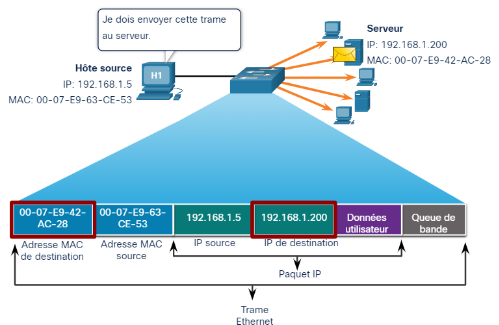 Je dois envoyer cette trame
au serveur.
Serveur
IP: 192.168.1.200
MAC: 00-07-E9-42-AC-28
Hôte source
IP: 192.168.1.5
MAC: 00-07-E9-63-CE-53
H1
00-07-E9-42-
AC-28
00-07-E9-63-
CE-53
192.168.1.5
192.168.1.200
Données
utilisateur
Queue de
bande
Adresse MAC
de destination
Adresse MAC
source
IP source
IP de destination
Paquet IP
Trame
Ethernet